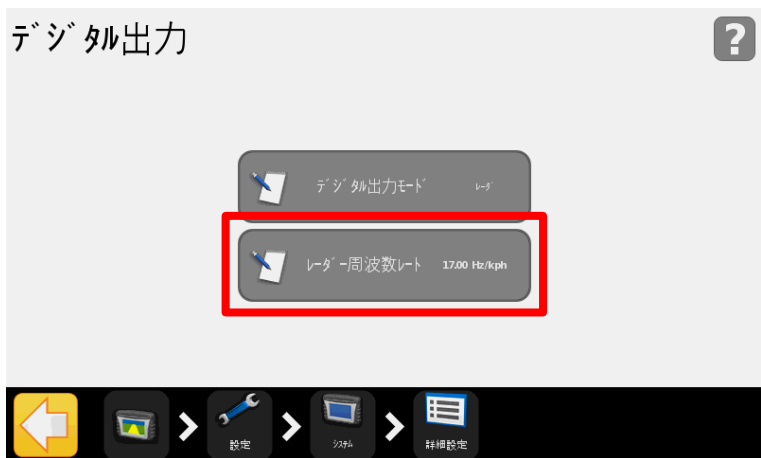 ﾃﾞｼﾞﾀﾙ出力
?
ﾃﾞｼﾞﾀﾙ出力ﾓｰﾄﾞ ﾚｰﾀﾞ
ﾚｰﾀﾞｰ周波数ﾚｰﾄ 17.00 Hz/kph
設定 ｼｽﾃﾑ 詳細設定